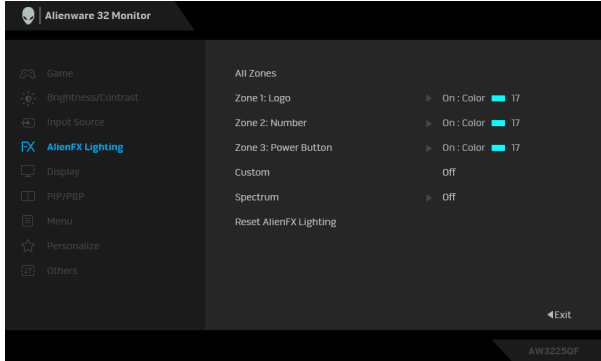 Alienware 32 Monitor
Game
Brightness/Contrast
Input Source
FX AlienFX Lighting
Display
PIP/PBP
Menu
Personalize
Others
All Zones
Zone 1: Logo On : Color 17
Zone 2: Number On : Color 17
Zone 3: Power Button On : Color 17
Custom Off
Spectrum Off
Reset AlienFX Lighting
Exit
AW3225QF